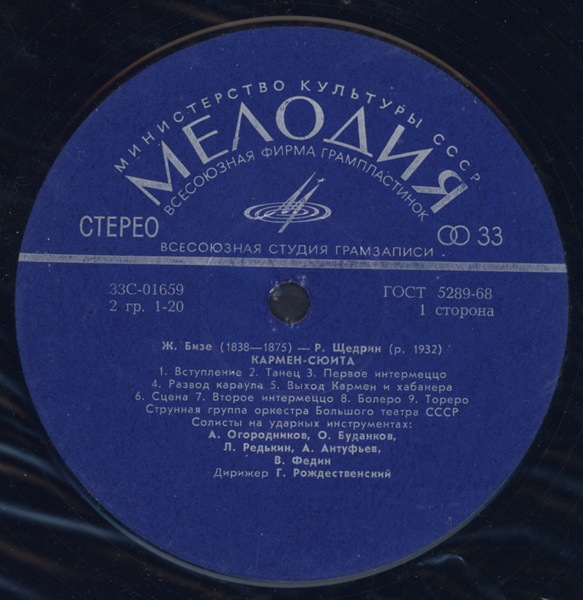 МИНИСТЕРСТВО КУЛЬТУРЫ СССР
МЕЛОДИЯ
ВСЕСОЮЗНАЯ ФИРМА ГРАМПЛАСТИНОК
СТЕРЕО
33
ВСЕСОЮЗНАЯ СТУДИЯ ГРАМЗАПИСИ
33С-01659
ГОСТ 5289-68
2 гр. 1-20
1 сторона
Ж. Бизе (1838—1875) — Р. Щедрин (р. 1932)
КАРМЕН-СЮИТА
1. Вступление 2. Танец 3. Первое интермеццо
4. Развод караула 5. Выход Кармен и хабанера
6. Сцена 7. Второе интермеццо 8. Болеро 9. Тореро
Струнная группа оркестра Большого театра СССР
Солисты на ударных инструментах:
А. Огородников, О. Буданков,
Л. Редькин, А. Антуфьев,
В. Федин
Дирижер Г. Рождественский